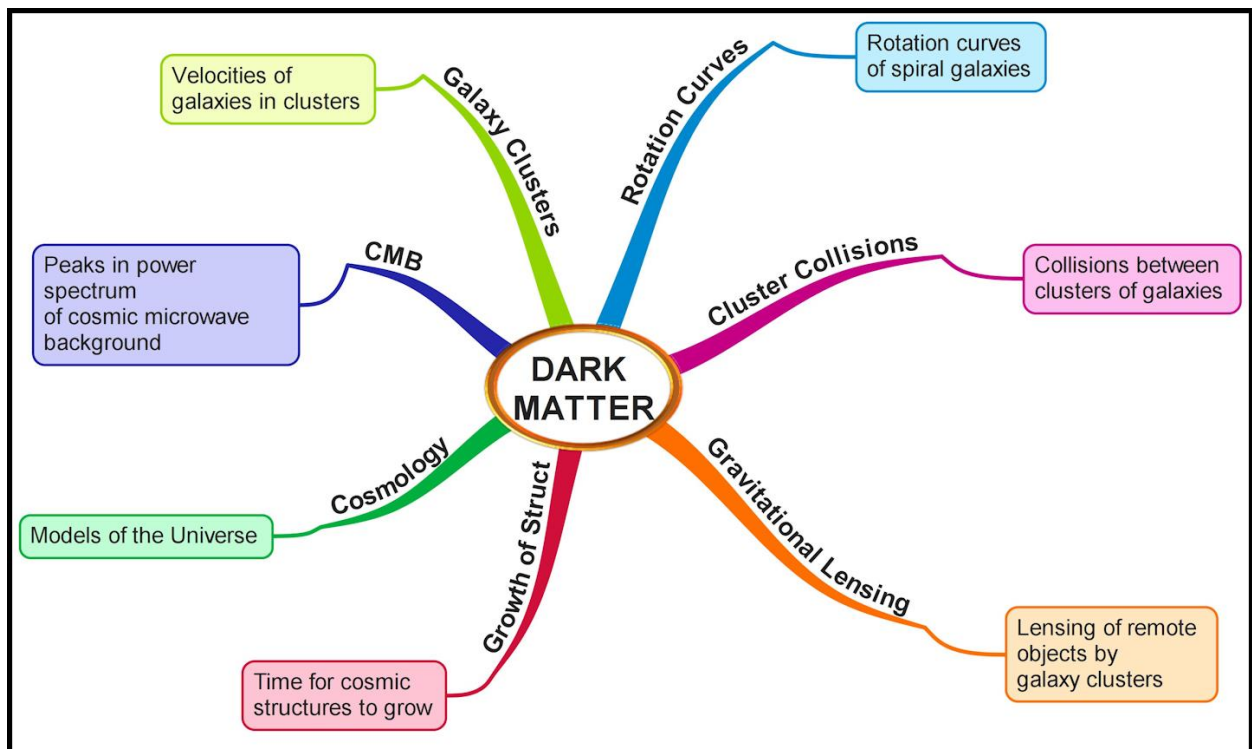 DARK
MATTER
Rotation Curves
Rotation curves
of spiral galaxies
Cluster Collisions
Collisions between
clusters of galaxies
Gravitational Lensing
Lensing of remote
objects by
galaxy clusters
Growth of Struct
Time for cosmic
structures to grow
Cosmology
Models of the Universe
CMB
Peaks in power
spectrum
of cosmic microwave
background
Galaxy Clusters
Velocities of
galaxies in clusters